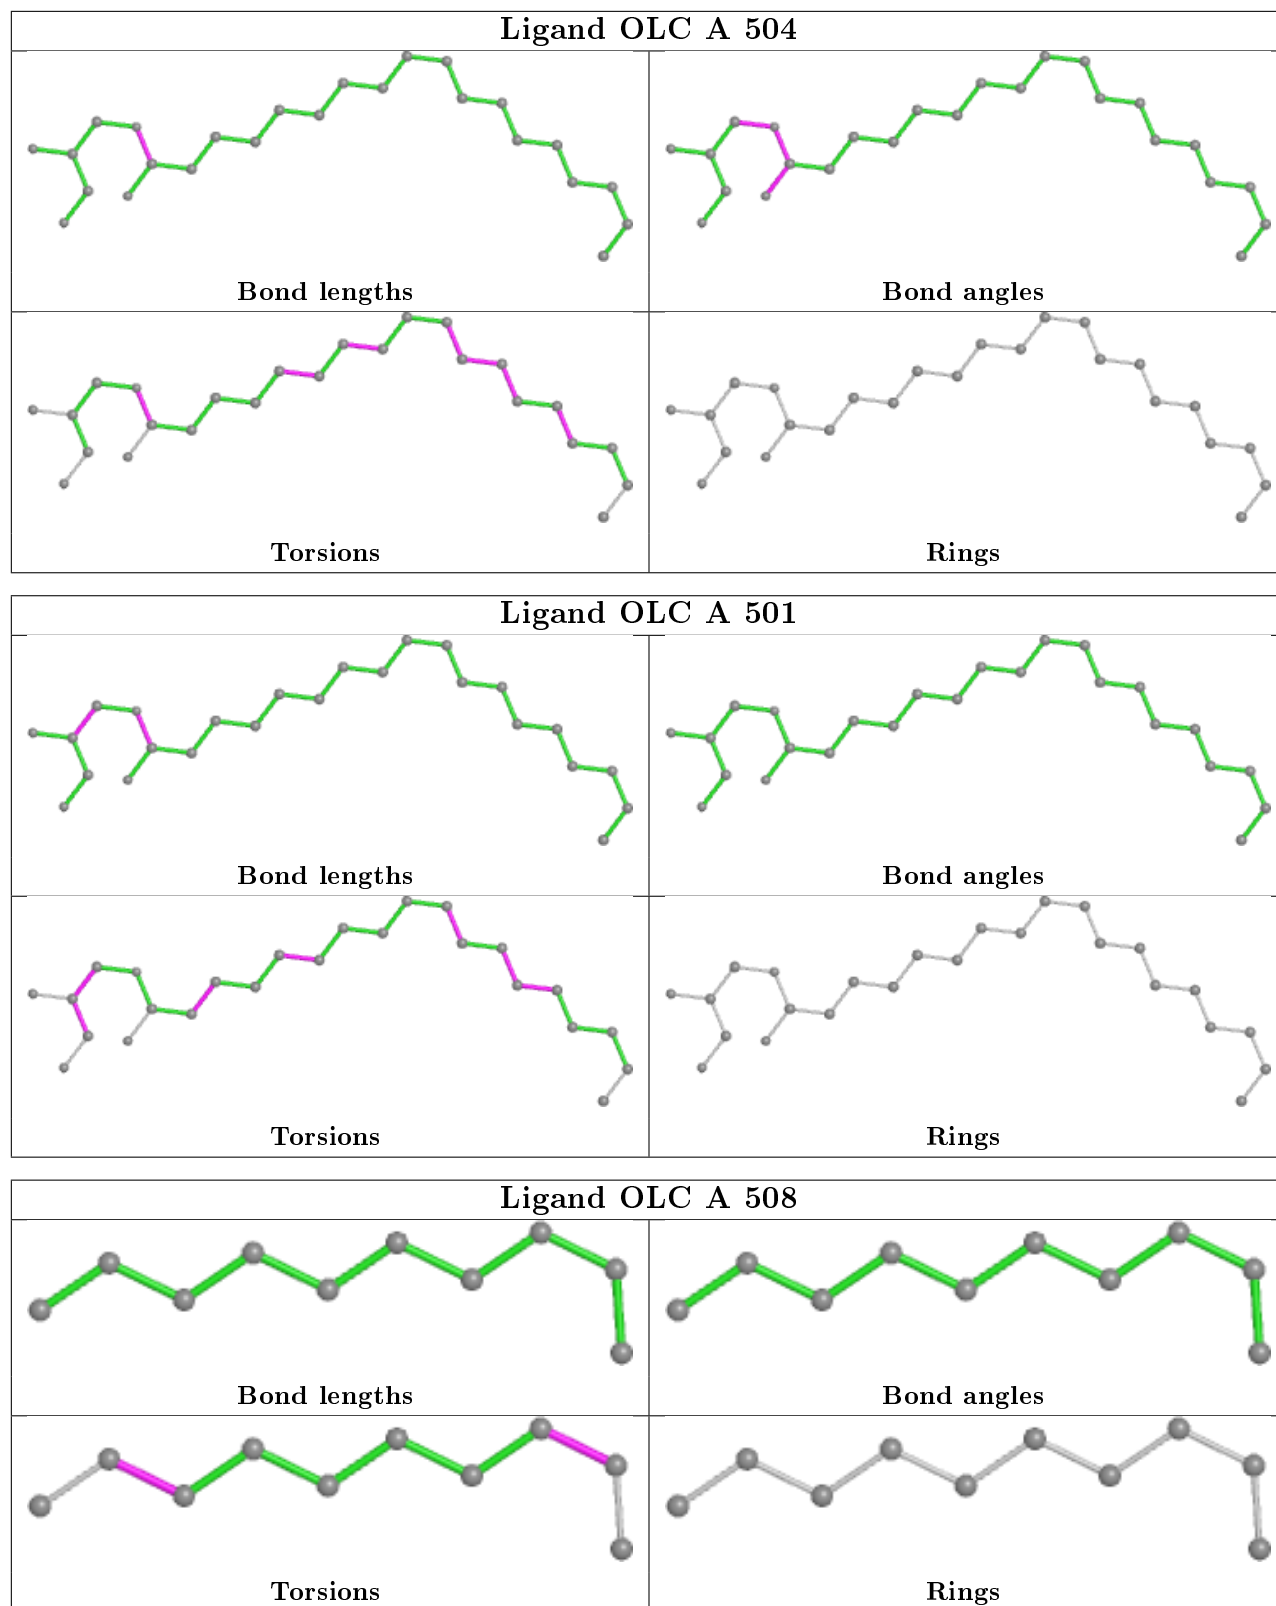 Ligand OLC A 504
Bond lengths
Bond angles
Torsions
Rings
Ligand OLC A 501
Bond lengths
Bond angles
Torsions
Rings
Ligand OLC A 508
Bond lengths
Bond angles
Torsions
Rings